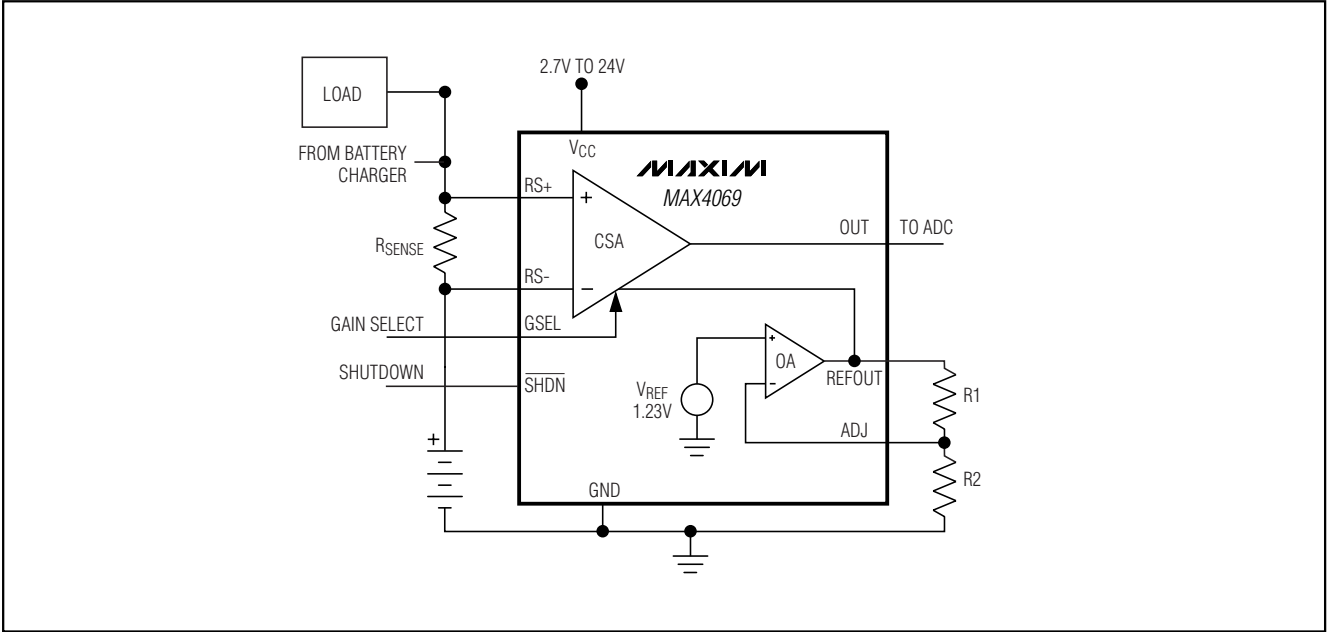 2.7V TO 24V
LOAD
VCC
FROM BATTERY
CHARGER
MAXIM
MAX4069
RS+
+
CSA
OUT
TO ADC
RSENSE
RS-
−
GAIN SELECT
GSEL
SHUTDOWN
SHDN
VREF
1.23V
+
OA
−
REFOUT
R1
ADJ
+
R2
GND